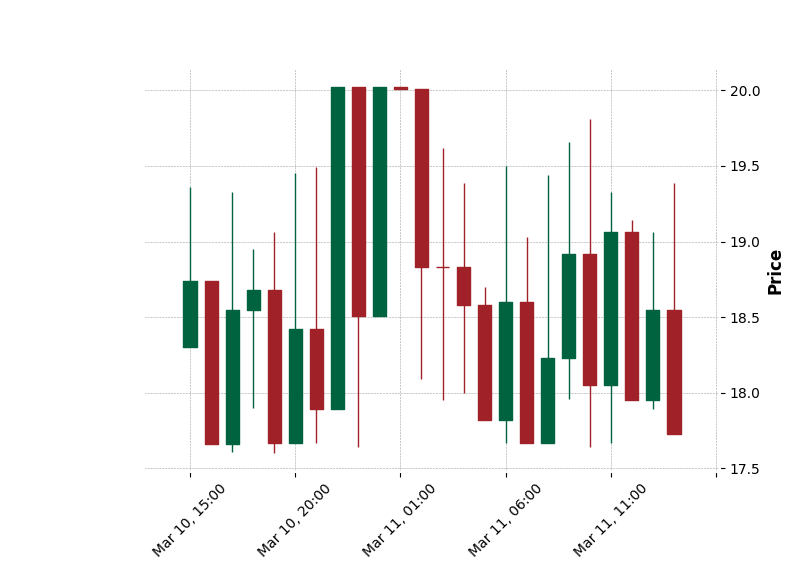 20.0
19.5
19.0
18.5
18.0
17.5
Price
Mar 10, 15:00
Mar 10, 20:00
Mar 11, 01:00
Mar 11, 06:00
Mar 11, 11:00